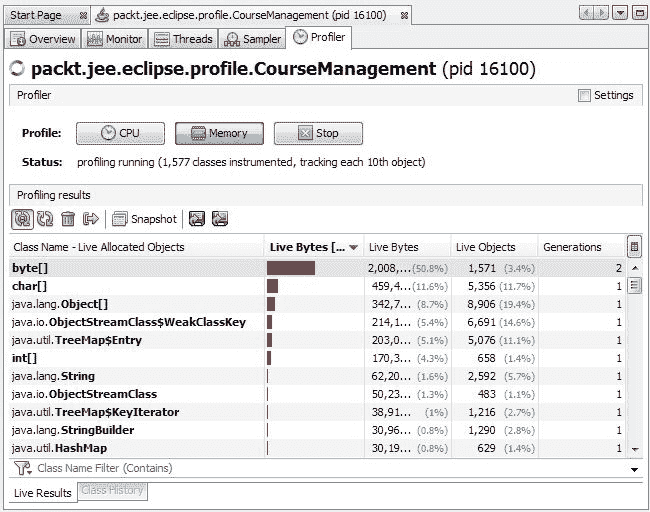 Start Page packt.jee.eclipse.profile.CourseManagement (pid 16100)
Overview Monitor Threads Sampler Profiler
packt.jee.eclipse.profile.CourseManagement (pid 16100)
Profiler Settings
Profile: CPU Memory Stop
Status: profiling running (1,577 classes instrumented, tracking each 10th object)
Profiling results
Snapshot
Class Name - Live Allocated Objects Live Bytes [... Live Bytes Live Objects Generations
byte[] 2,008,...(50.8%) 1,571 (3.4%) 2
char[] 459,4...(11.6%) 5,356 (11.7%) 1
java.lang.Object[] 342,7... (8.7%) 8,906 (19.4%) 1
java.io.ObjectStreamClass$WeakClassKey 214,1... (5.4%) 6,691 (14.6%) 1
java.util.TreeMap$Entry 203,0... (5.1%) 5,076 (11.1%) 1
int[] 170,3... (4.3%) 658 (1.4%) 1
java.lang.String 62,20... (1.6%) 2,592 (5.7%) 1
java.io.ObjectStreamClass 50,23... (1.3%) 483 (1.1%) 1
java.util.TreeMap$KeyIterator 38,91... (1%) 1,216 (2.7%) 1
java.lang.StringBuilder 30,96... (0.8%) 1,290 (2.8%) 1
java.util.HashMap 30,19... (0.8%) 629 (1.4%) 1
Class Name Filter (Contains)
Live Results Class History